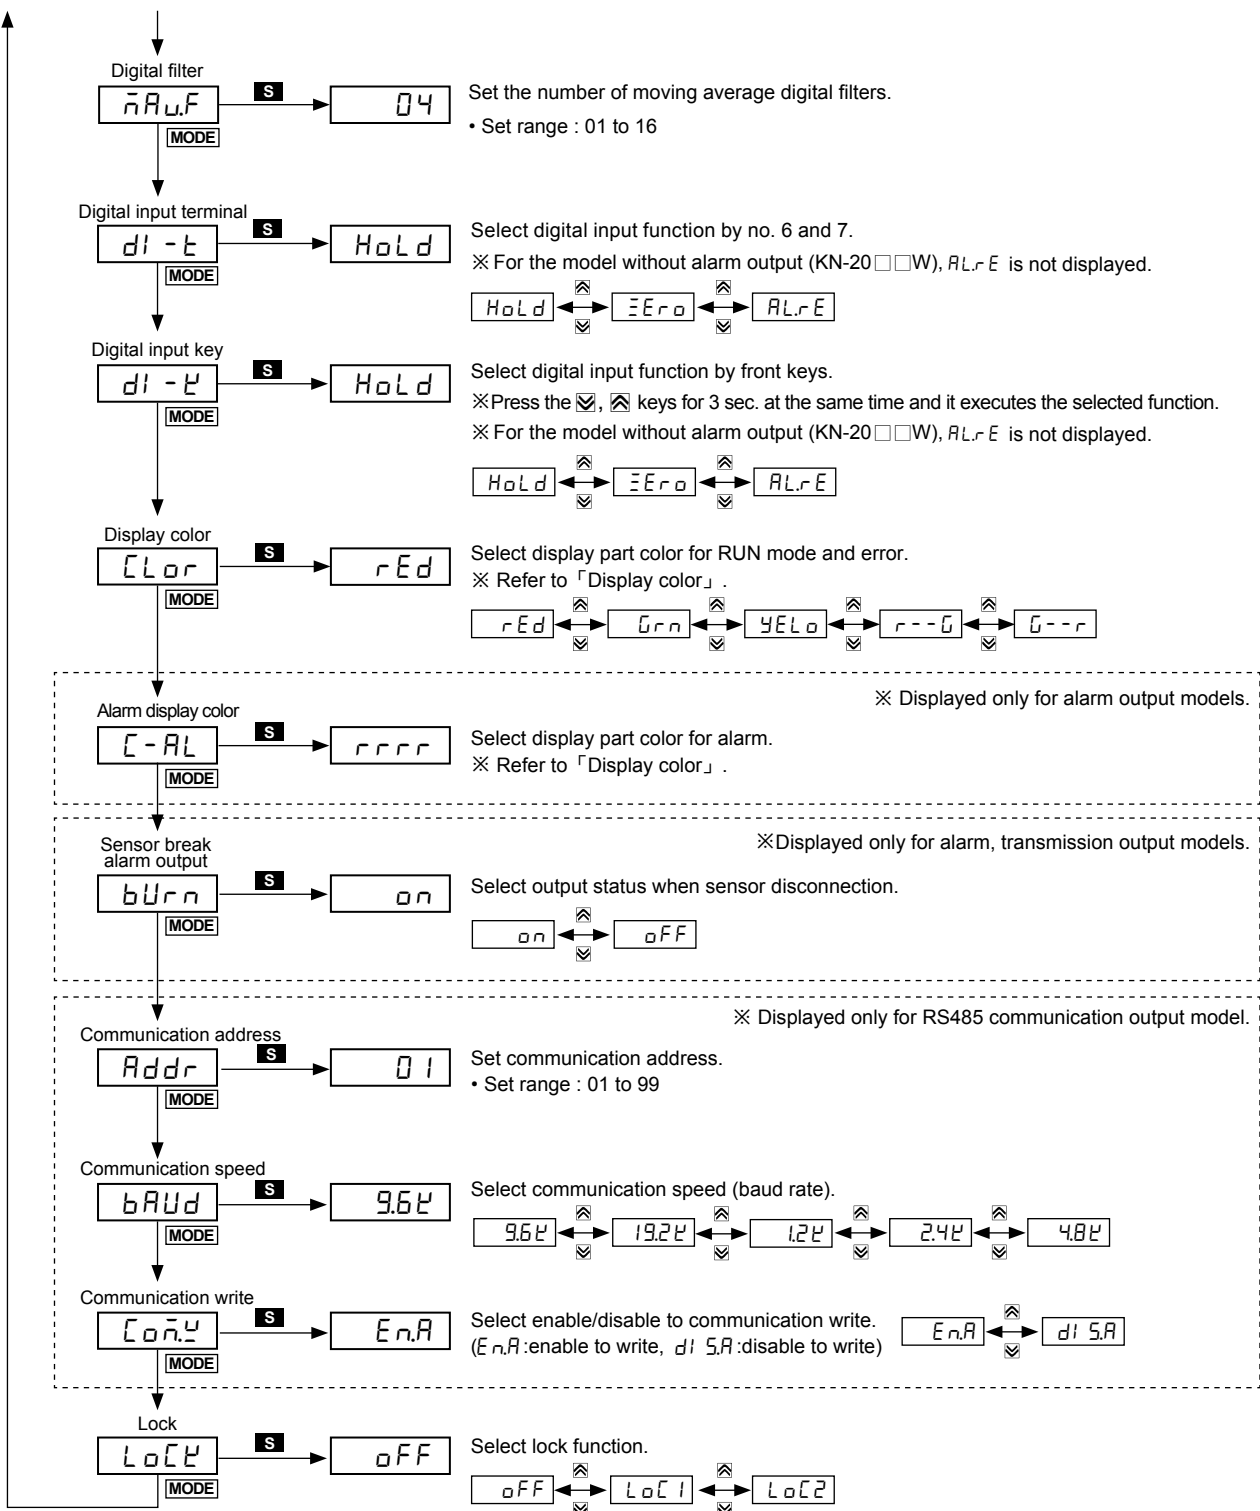 Digital filter
mAv.F S 04 Set the number of moving average digital filters.
MODE • Set range : 01 to 16
Digital input terminal
dI-t S HoLd Select digital input function by no. 6 and 7.
MODE ※ For the model without alarm output (KN-20□□W), AL.rE is not displayed.
HoLd ZEro AL.rE
Digital input key
dI-K S HoLd Select digital input function by front keys.
MODE ※Press the , keys for 3 sec. at the same time and it executes the selected function.
※ For the model without alarm output (KN-20□□W), AL.rE is not displayed.
HoLd ZEro AL.rE
Display color
CLor S rEd Select display part color for RUN mode and error.
MODE ※ Refer to「Display color」.
rEd Grn YELo r--G G--r
※ Displayed only for alarm output models.
Alarm display color
C-AL S rrrr Select display part color for alarm.
MODE ※ Refer to「Display color」.
※Displayed only for alarm, transmission output models.
Sensor break
alarm output
bUrn S on Select output status when sensor disconnection.
MODE
on oFF
※ Displayed only for RS485 communication output model.
Communication address
Addr S 01 Set communication address.
MODE • Set range : 01 to 99
Communication speed
bAUd S 9.6K Select communication speed (baud rate).
MODE
9.6K 19.2K 1.2K 2.4K 4.8K
Communication write
Com.W S En.A Select enable/disable to communication write. En.A dIS.A
MODE (En.A :enable to write, dIS.A :disable to write)
Lock
LoCK S oFF Select lock function.
MODE
oFF LoC1 LoC2